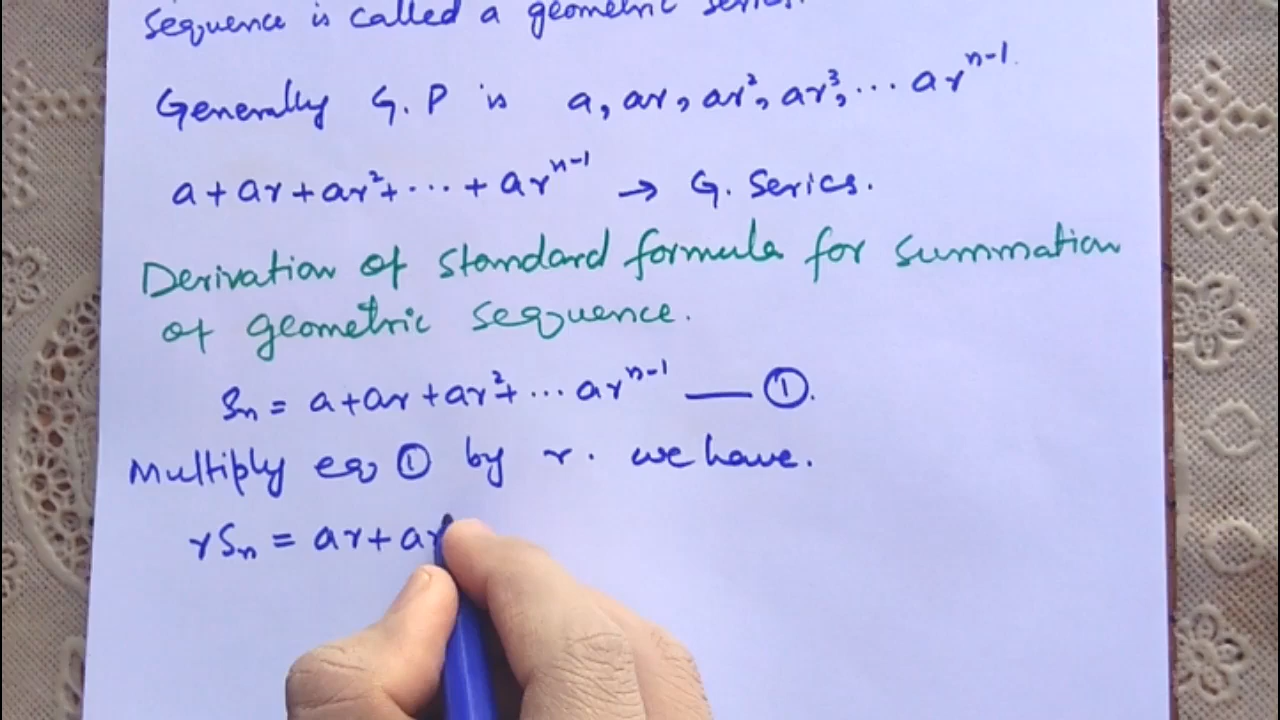 sequence is called a geometric series.
Generally G.P is a, ar, ar², ar³, ... ar^{n-1}.
a + ar + ar² + ... + ar^{n-1} → G. Series.
Derivation of standard formula for summation
of geometric sequence.
Sₙ = a + ar + ar² + ... ar^{n-1} — ①.
Multiply eq ① by r. we have.
rSₙ = ar + ar